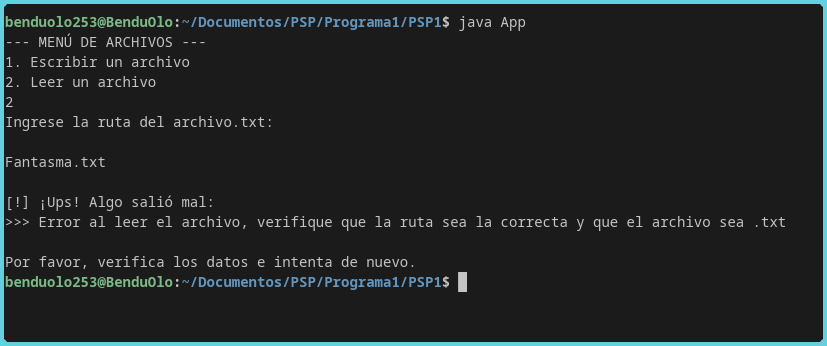 benduolo253@BenduOlo:~/Documentos/PSP/Programa1/PSP1$ java App
--- MENÚ DE ARCHIVOS ---
1. Escribir un archivo
2. Leer un archivo
2
Ingrese la ruta del archivo.txt:
Fantasma.txt
[!] ¡Ups! Algo salió mal:
>>> Error al leer el archivo, verifique que la ruta sea la correcta y que el archivo sea .txt
Por favor, verifica los datos e intenta de nuevo.
benduolo253@BenduOlo:~/Documentos/PSP/Programa1/PSP1$